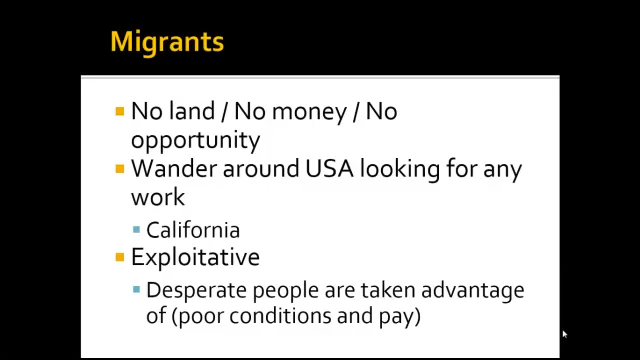 Migrants
No land / No money / No
opportunity
Wander around USA looking for any
work
California
Exploitative
Desperate people are taken advantage
of (poor conditions and pay)